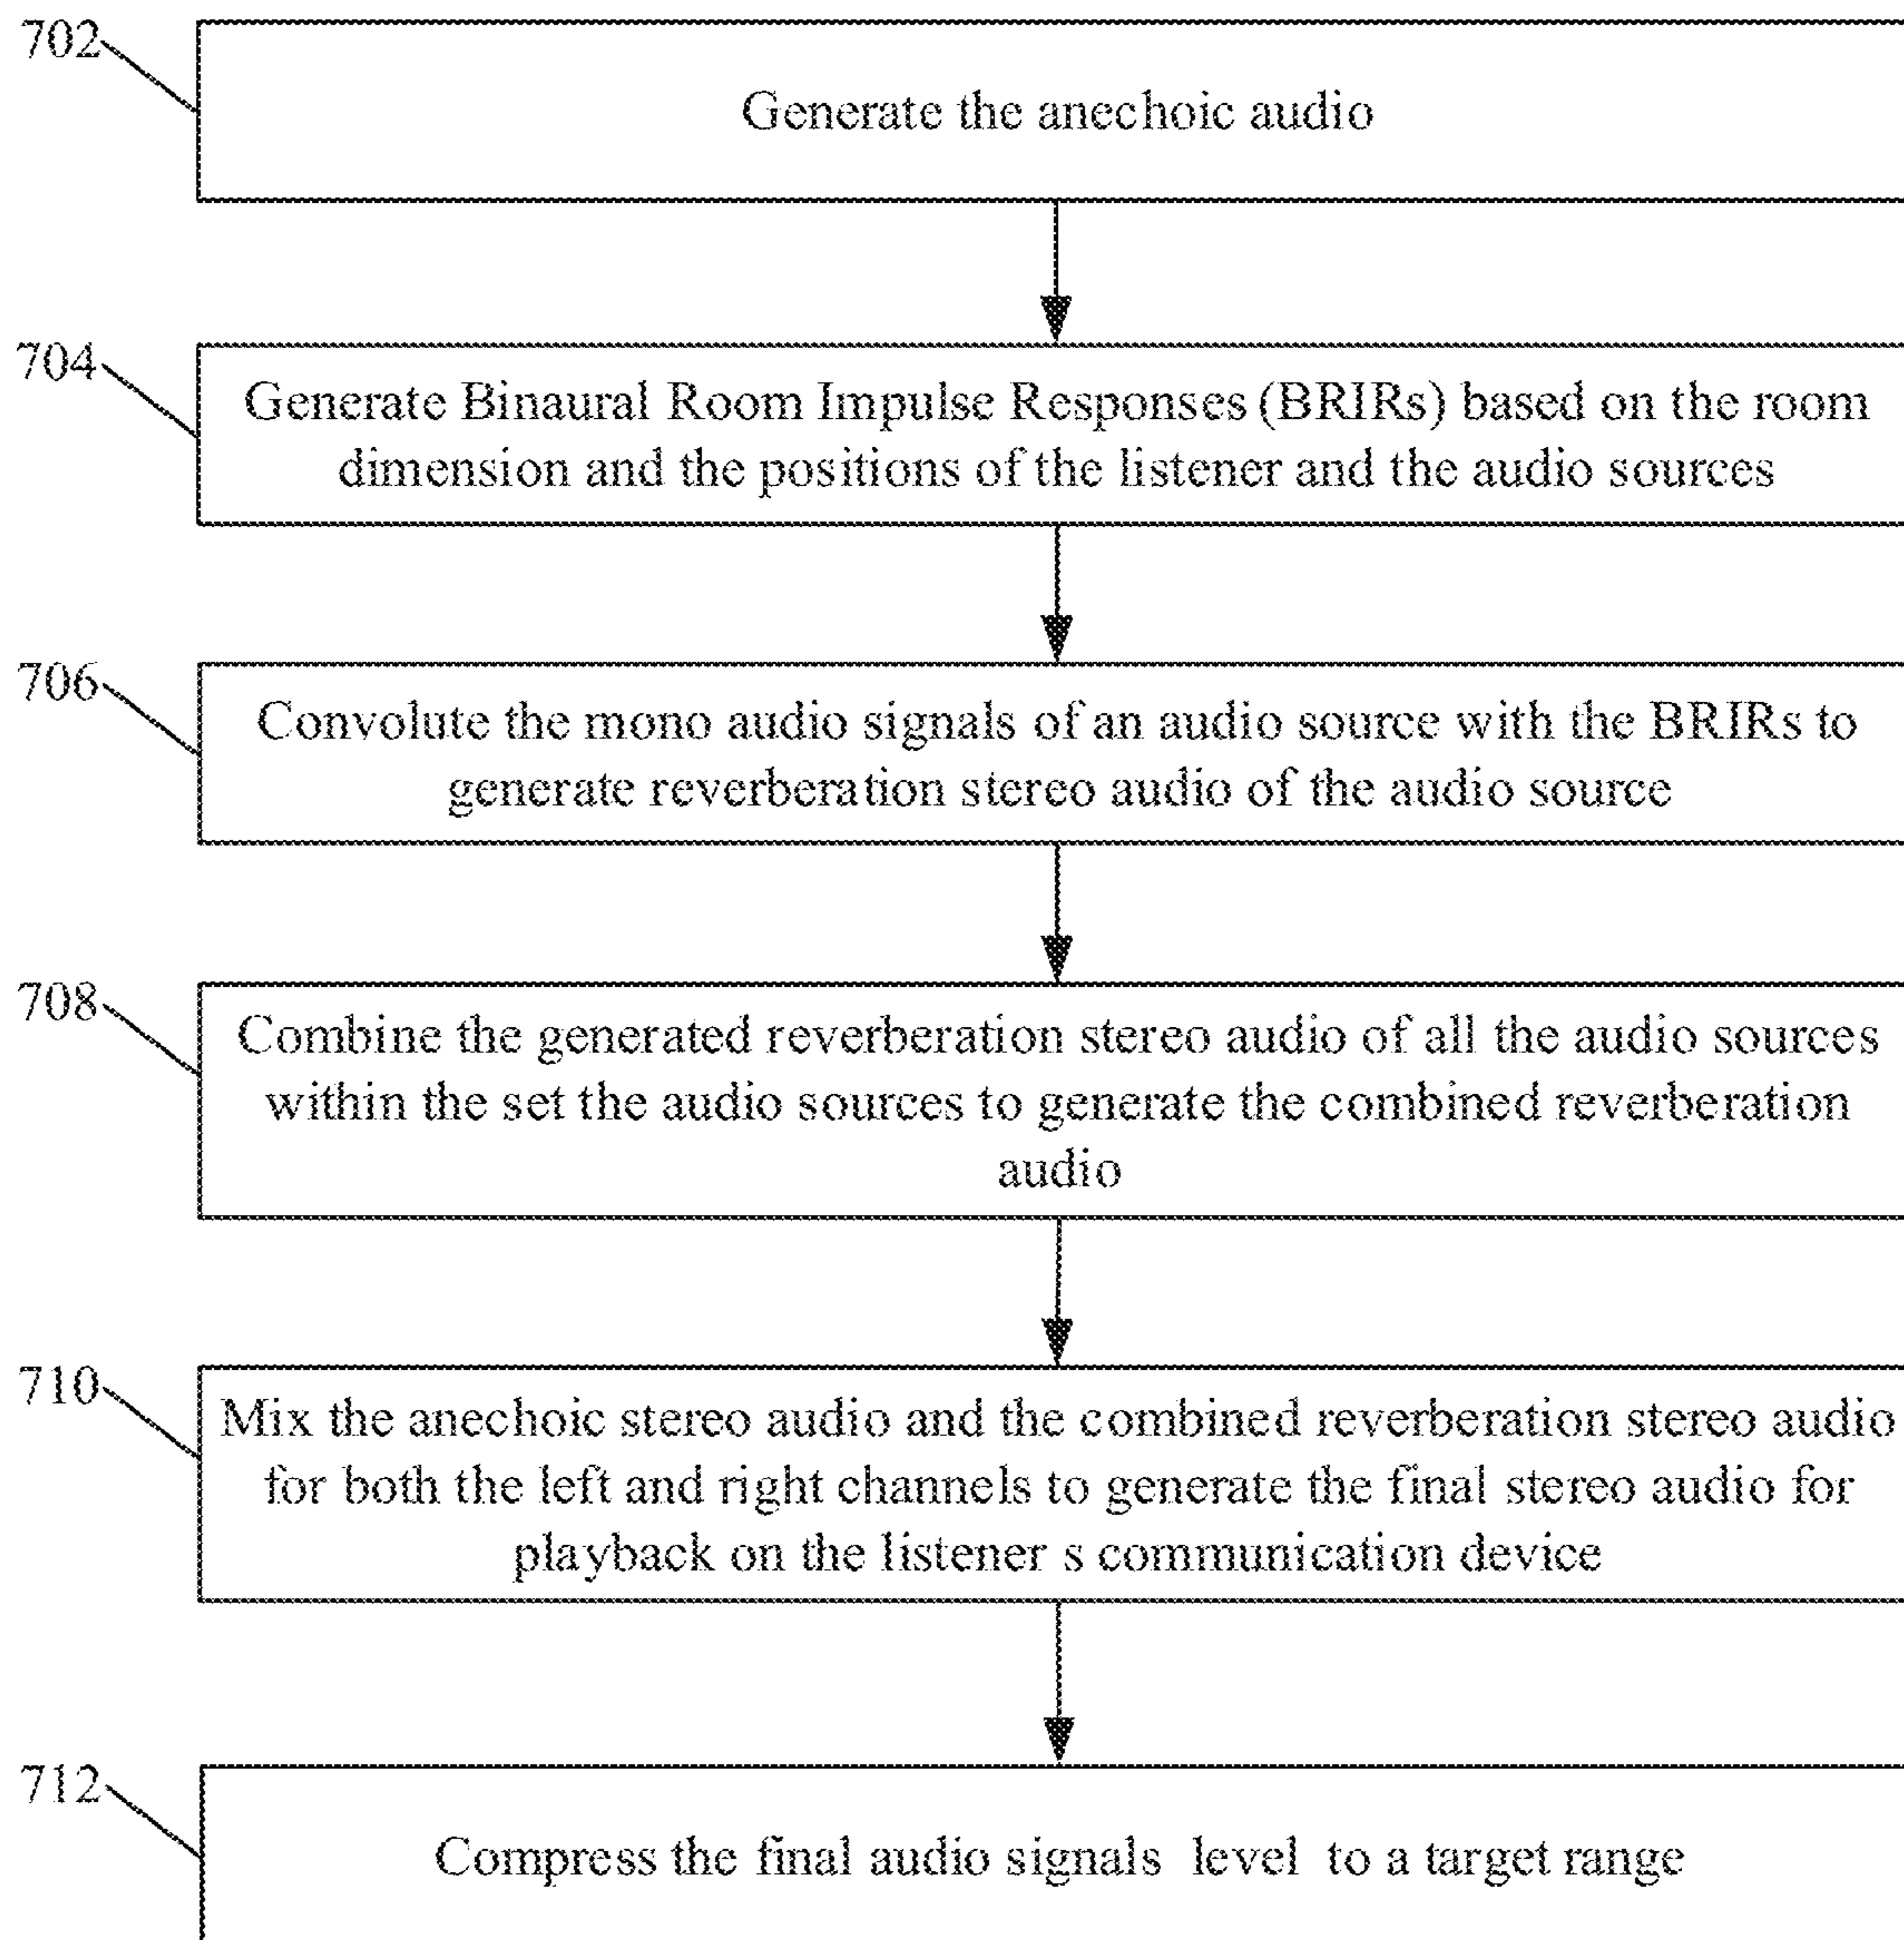 702
Generate the anechoic audio
704
Generate Binaural Room Impulse Responses (BRIRs) based on the room
dimension and the positions of the listener and the audio sources
706
Convolute the mono audio signals of an audio source with the BRIRs to
generate reverberation stereo audio of the audio source
708
Combine the generated reverberation stereo audio of all the audio sources
within the set the audio sources to generate the combined reverberation
audio
710
Mix the anechoic stereo audio and the combined reverberation stereo audio
for both the left and right channels to generate the final stereo audio for
playback on the listener s communication device
712
Compress the final audio signals level to a target range